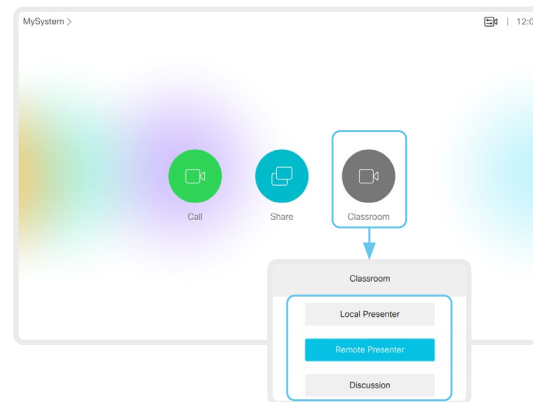 MySystem >
12:0
Call
Share
Classroom
Classroom
Local Presenter
Remote Presenter
Discussion